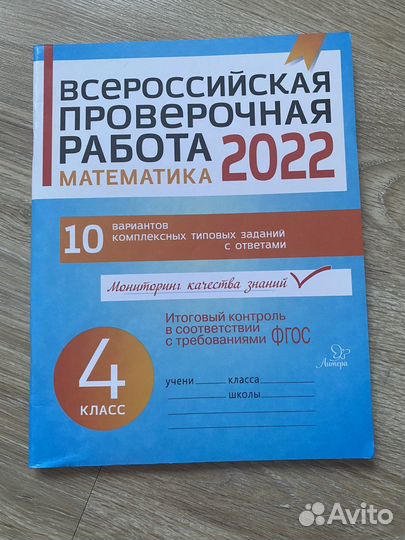 ВСЕРОССИЙСКАЯ
ПРОВЕРОЧНАЯ
РАБОТА 2022
МАТЕМАТИКА
10 вариантов
комплексных типовых заданий
с ответами
Мониторинг качества знаний
Итоговый контроль
в соответствии
с требованиями ФГОС
4
КЛАСС
Литера
учени класса
школы
Avito